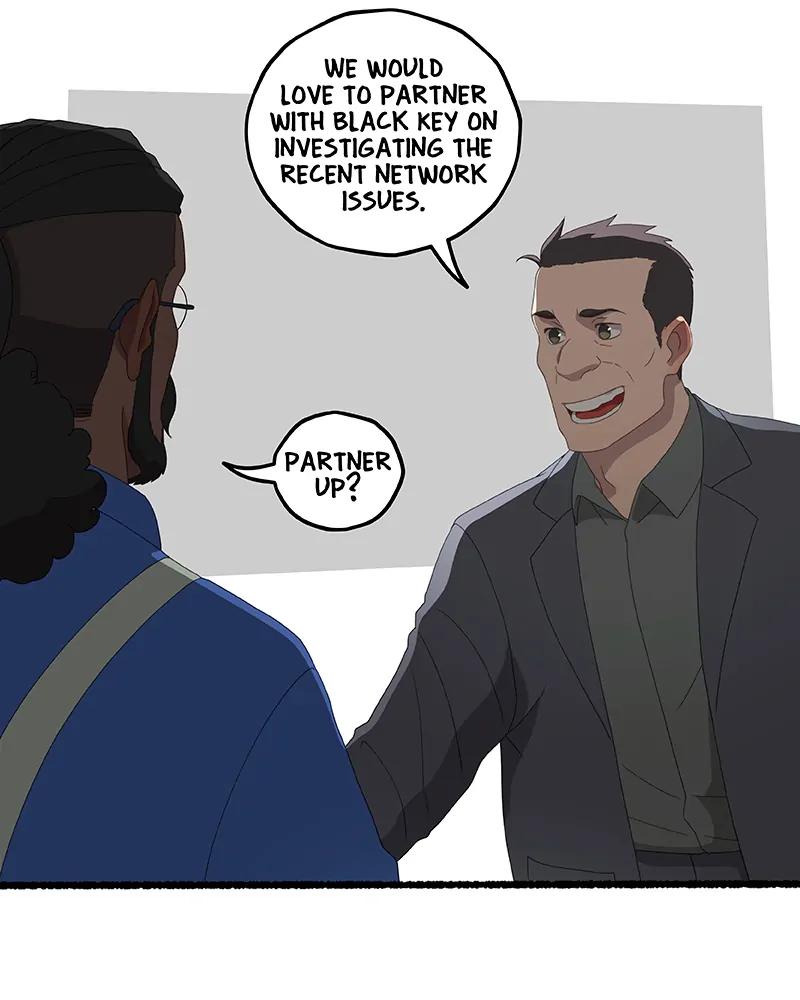 WE WOULD
LOVE TO PARTNER
WITH BLACK KEY ON
INVESTIGATING THE
RECENT NETWORK
ISSUES.
PARTNER
UP?